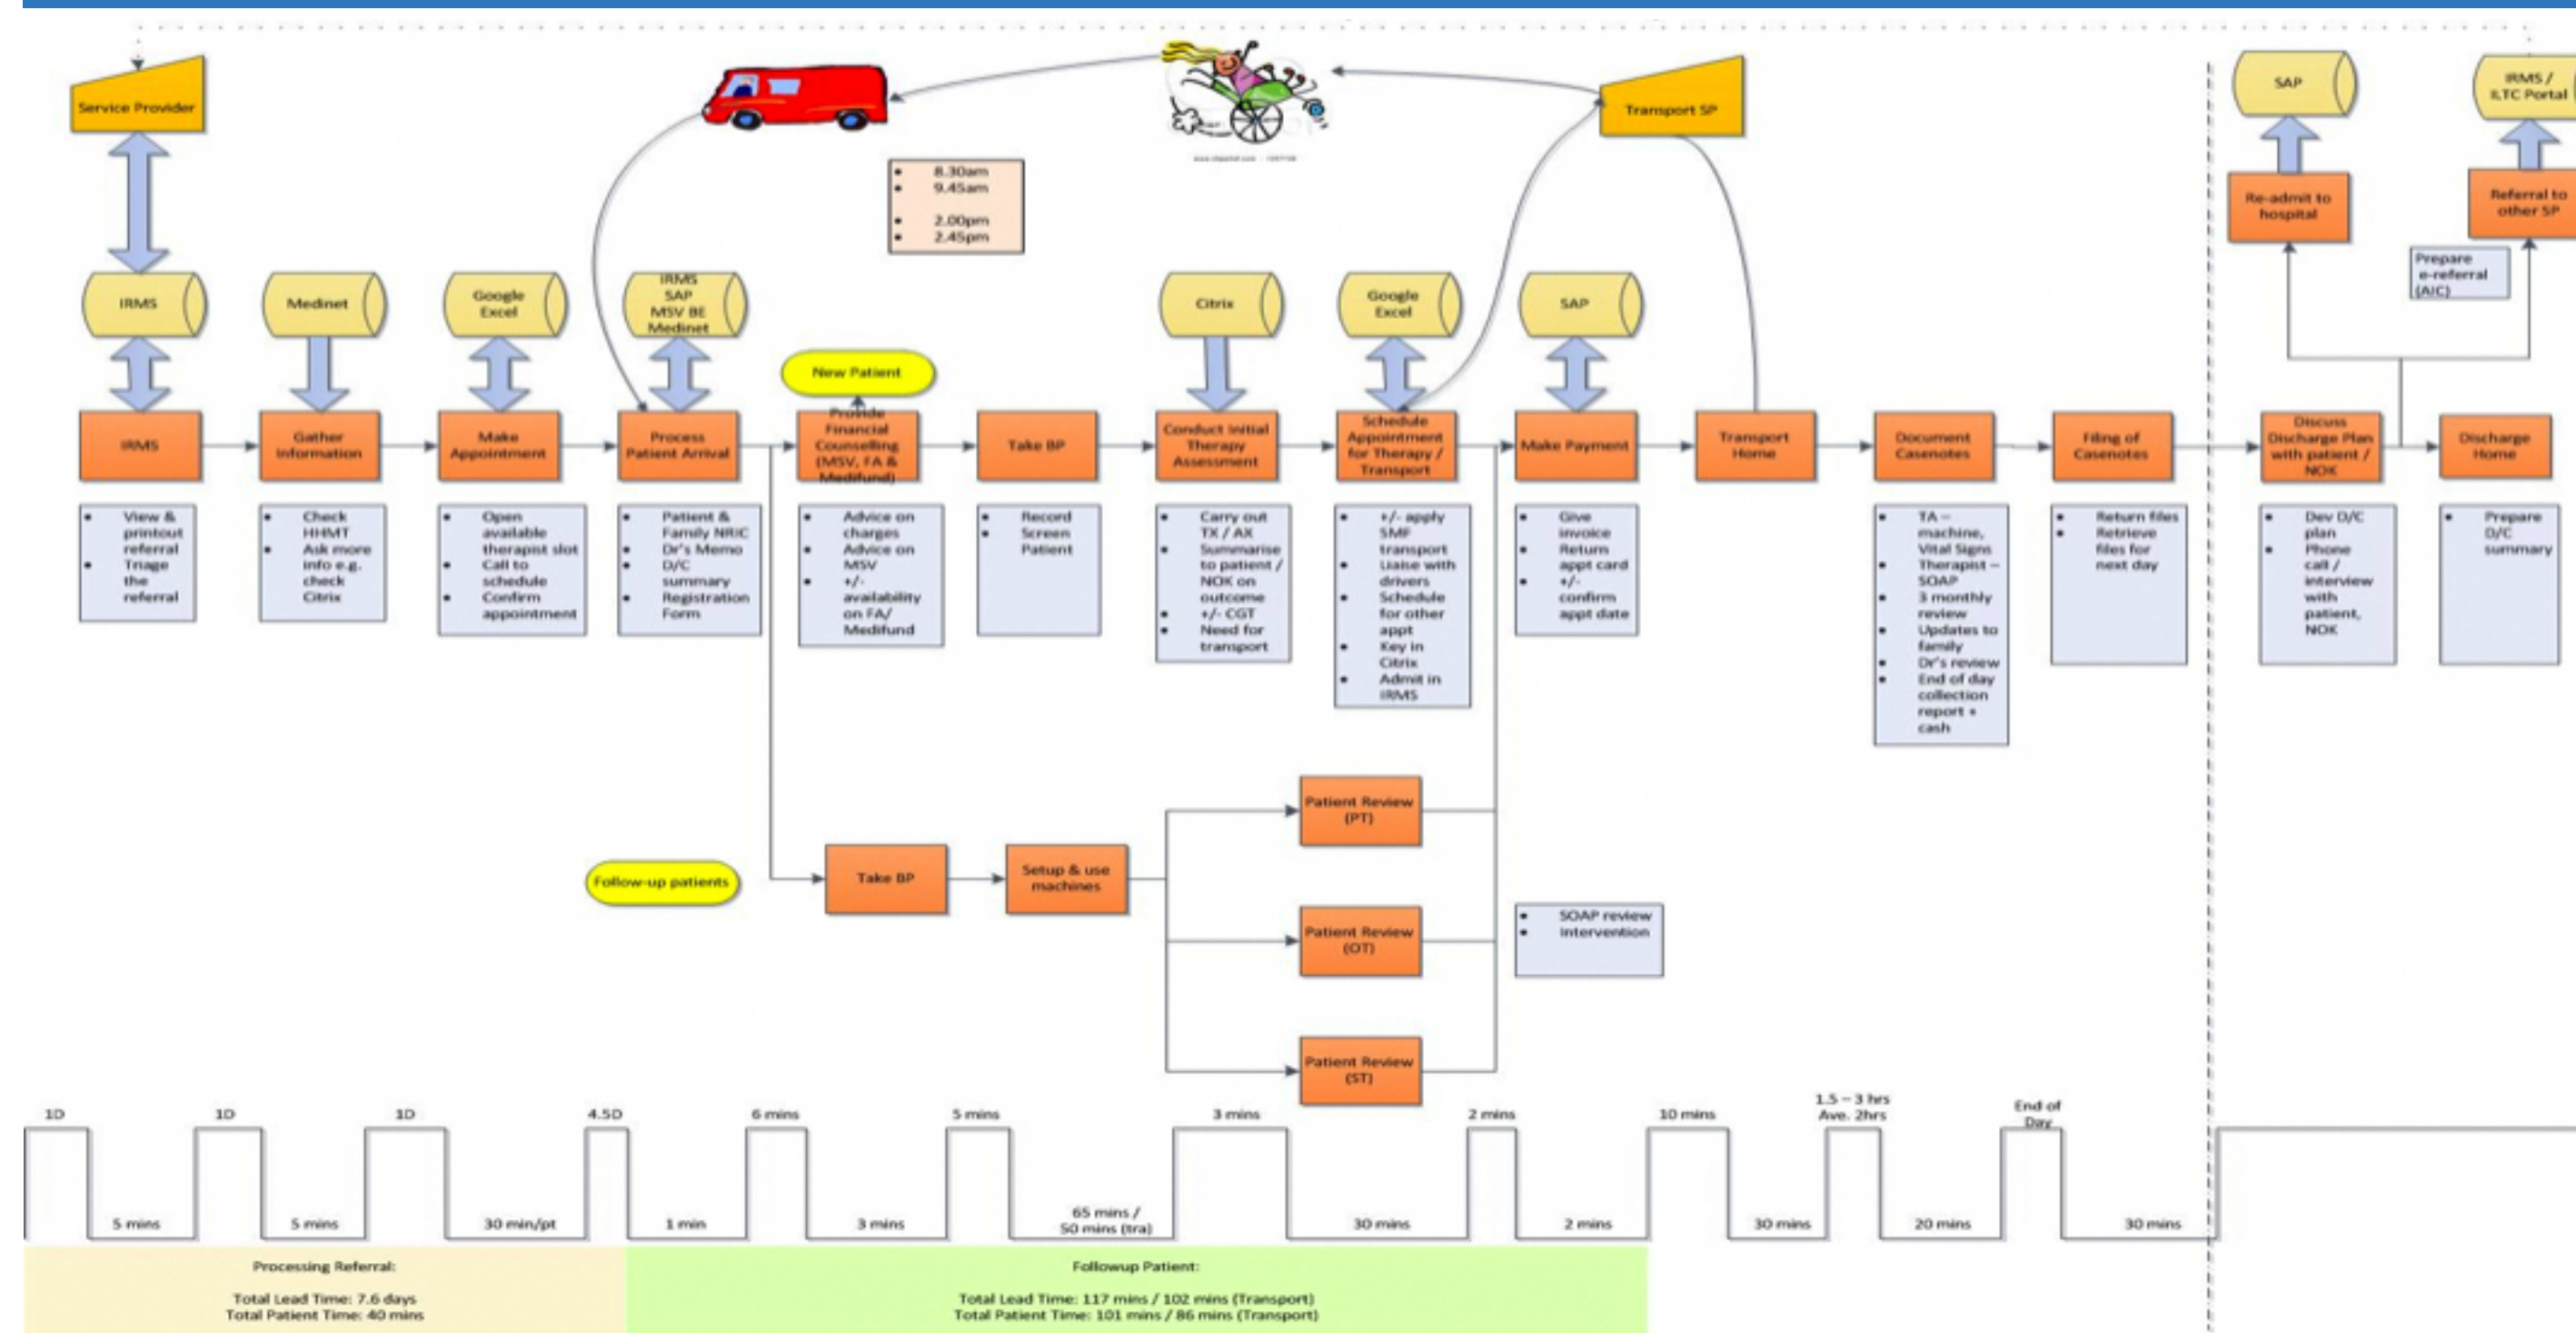 Service Provider
Transport SP
SAP
IRMS /
ILTC Portal
8.30am
9.45am
2.00pm
2.45pm
Re-admit to
hospital
Referral to
other SP
Prepare
e-referral
(AIC)
IRMS
Medinet
Google
Excel
IRMS
SAP
MSV BE
Medinet
Citrix
Google
Excel
SAP
New Patient
IRMS
Gather
Information
Make
Appointment
Process
Patient Arrival
Provide
Financial
Counselling
(MSV, FA &
Medifund)
Take BP
Conduct Initial
Therapy
Assessment
Schedule
Appointment
for Therapy /
Transport
Make Payment
Transport
Home
Document
Casenotes
Filing of
Casenotes
Discuss
Discharge Plan
with patient /
NOK
Discharge
Home
View &
printout
referral
Triage
the
referral
Check
HHMT
Ask more
info e.g.
check
Citrix
Open
available
therapist slot
Call to
schedule
Confirm
appointment
Patient &
Family NRIC
Dr's Memo
D/C
summary
Registration
Form
Advice on
charges
Advice on
MSV
+/-
availability
on FA/
Medifund
Record
Screen
Patient
Carry out
TX / AX
Summarise
to patient /
NOK on
outcome
+/- CGT
Need for
transport
+/- apply
SMF
transport
Liaise with
drivers
Schedule
for other
appt
Key in
Citrix
Admit in
IRMS
Give
invoice
Return
appt card
+/-
confirm
appt date
TA –
machine,
Vital Signs
Therapist –
SOAP
3 monthly
review
Updates to
family
Dr's review
End of day
collection
report +
cash
Return files
Retrieve
files for
next day
Dev D/C
plan
Phone
call /
interview
with
patient,
NOK
Prepare
D/C
summary
Follow-up patients
Take BP
Setup & use
machines
Patient Review
(PT)
Patient Review
(OT)
Patient Review
(ST)
SOAP review
Intervention
1D
1D
1D
4.5D
6 mins
5 mins
3 mins
2 mins
10 mins
1.5 – 3 hrs
Ave. 2hrs
End of
Day
5 mins
5 mins
30 min/pt
1 min
3 mins
65 mins /
50 mins (tra)
30 mins
2 mins
30 mins
20 mins
30 mins
Processing Referral:
Total Lead Time: 7.6 days
Total Patient Time: 40 mins
Followup Patient:
Total Lead Time: 117 mins / 102 mins (Transport)
Total Patient Time: 101 mins / 86 mins (Transport)